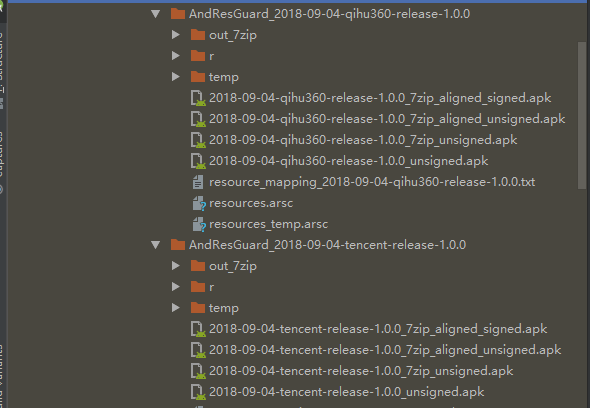 AndResGuard_2018-09-04-qihu360-release-1.0.0
out_7zip
r
temp
2018-09-04-qihu360-release-1.0.0_7zip_aligned_signed.apk
2018-09-04-qihu360-release-1.0.0_7zip_aligned_unsigned.apk
2018-09-04-qihu360-release-1.0.0_7zip_unsigned.apk
2018-09-04-qihu360-release-1.0.0_unsigned.apk
resource_mapping_2018-09-04-qihu360-release-1.0.0.txt
resources.arsc
resources_temp.arsc
AndResGuard_2018-09-04-tencent-release-1.0.0
out_7zip
r
temp
2018-09-04-tencent-release-1.0.0_7zip_aligned_signed.apk
2018-09-04-tencent-release-1.0.0_7zip_aligned_unsigned.apk
2018-09-04-tencent-release-1.0.0_7zip_unsigned.apk
2018-09-04-tencent-release-1.0.0_unsigned.apk